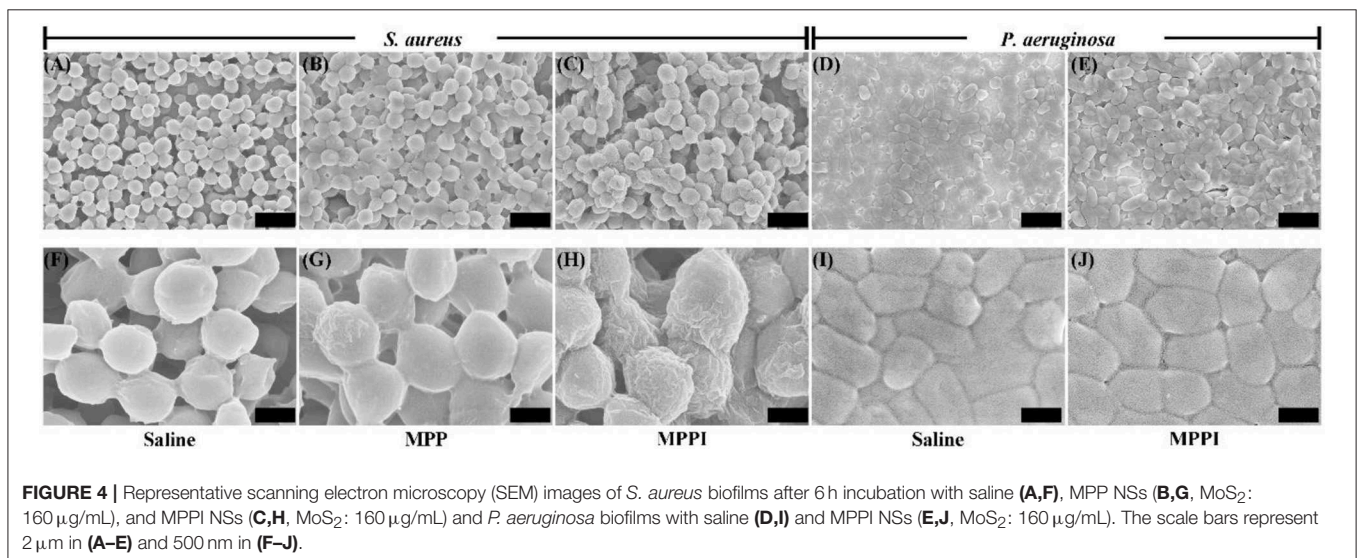 S. aureus P. aeruginosa
(A) (B) (C) (D) (E)
(F) (G) (H) (I) (J)
Saline MPP MPPI Saline MPPI
FIGURE 4 | Representative scanning electron microscopy (SEM) images of S. aureus biofilms after 6 h incubation with saline (A,F), MPP NSs (B,G, MoS₂:
160 μg/mL), and MPPI NSs (C,H, MoS₂: 160 μg/mL) and P. aeruginosa biofilms with saline (D,I) and MPPI NSs (E,J, MoS₂: 160 μg/mL). The scale bars represent
2 μm in (A–E) and 500 nm in (F–J).